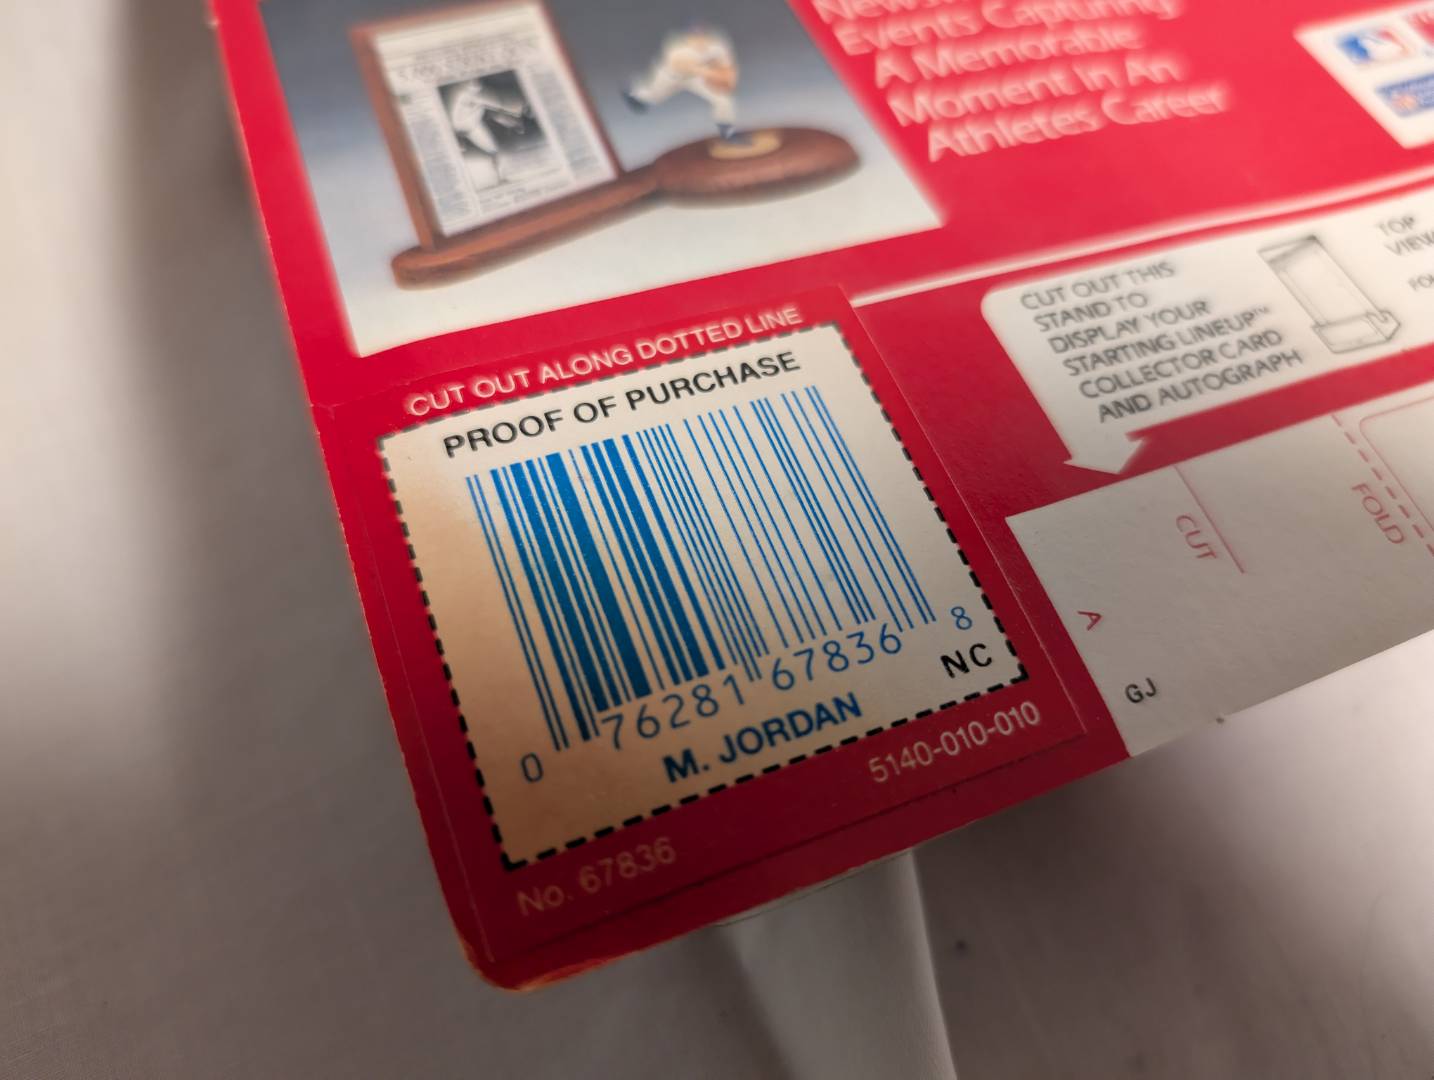 Events Capturing
A Memorable
Moment In An
Athletes Career
CUT OUT THIS
STAND TO
DISPLAY YOUR
STARTING LINEUP™
COLLECTOR CARD
AND AUTOGRAPH
TOP
VIEW
CUT OUT ALONG DOTTED LINE
PROOF OF PURCHASE
0 76281 67836 8
M. JORDAN
NC
5140-010-010
No. 67836
CUT
FOLD
A
GJ